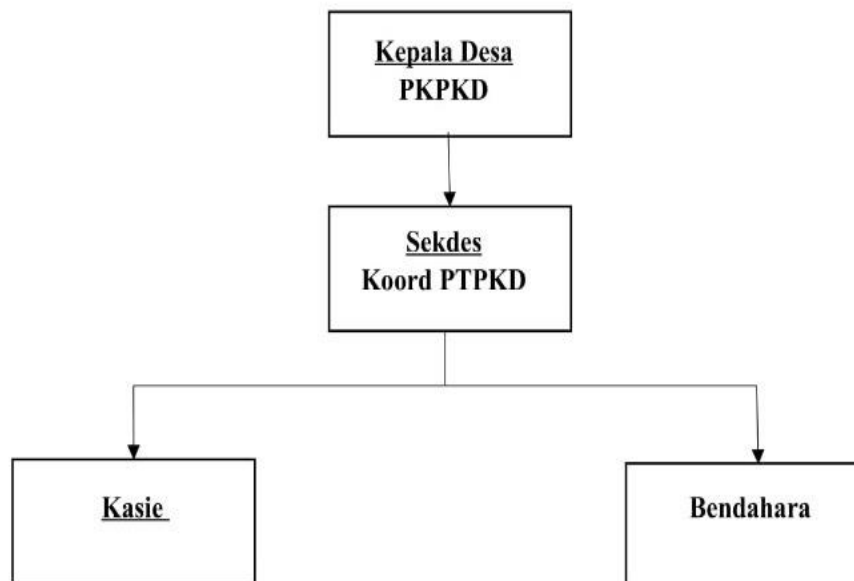 Kepala Desa
PKPKD
Sekdes
Koord PTPKD
Kasie
Bendahara